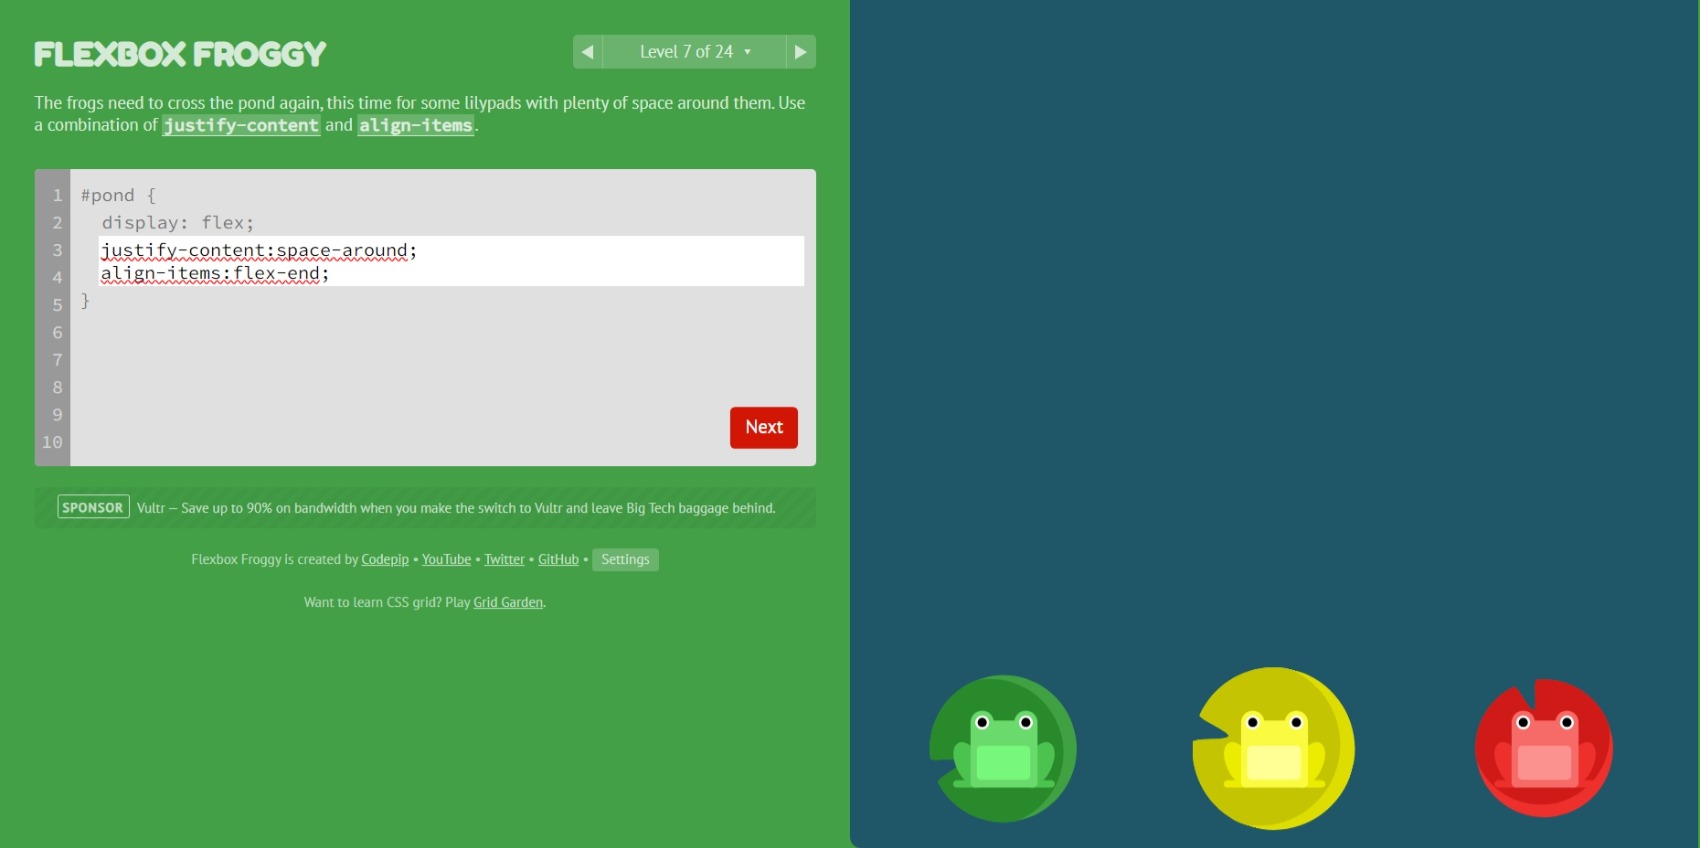 FLEXBOX FROGGY
◀ Level 7 of 24 ▾ ▶
The frogs need to cross the pond again, this time for some lilypads with plenty of space around them. Use
a combination of justify-content and align-items.
1 #pond {
2 display: flex;
3 justify-content:space-around;
4 align-items:flex-end;
5 }
6
7
8
9
10
Next
SPONSOR Vultr — Save up to 90% on bandwidth when you make the switch to Vultr and leave Big Tech baggage behind.
Flexbox Froggy is created by Codepip • YouTube • Twitter • GitHub • Settings
Want to learn CSS grid? Play Grid Garden.